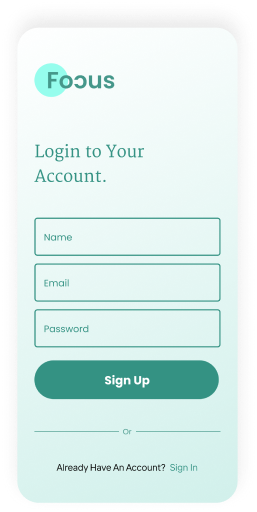 Focus
Login to Your
Account.
Name
Email
Password
Sign Up
Or
Already Have An Account? Sign In